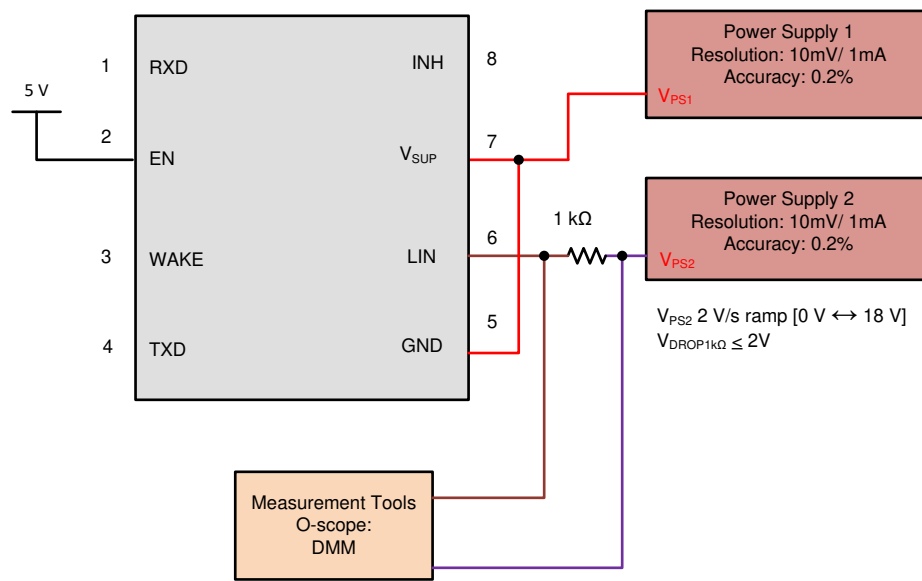 1
RXD
INH
8
5 V
2
EN
V_SUP
7
3
WAKE
LIN
6
4
TXD
GND
5
1 kΩ
Power Supply 1
Resolution: 10mV/ 1mA
Accuracy: 0.2%
V_PS1
Power Supply 2
Resolution: 10mV/ 1mA
Accuracy: 0.2%
V_PS2
V_PS2 2 V/s ramp [0 V ↔ 18 V]
V_DROP1kΩ ≤ 2V
Measurement Tools
O-scope:
DMM